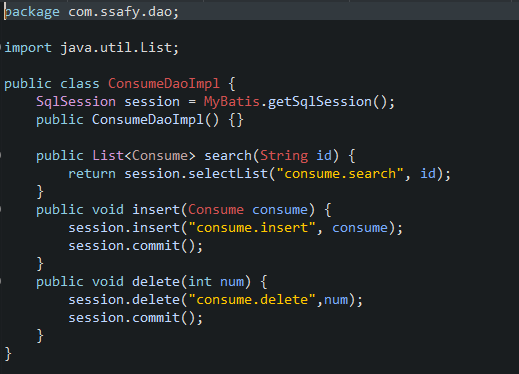 package com.ssafy.dao;
import java.util.List;
public class ConsumeDaoImpl {
SqlSession session = MyBatis.getSqlSession();
public ConsumeDaoImpl() {}
public List<Consume> search(String id) {
return session.selectList("consume.search", id);
}
public void insert(Consume consume) {
session.insert("consume.insert", consume);
session.commit();
}
public void delete(int num) {
session.delete("consume.delete",num);
session.commit();
}
}